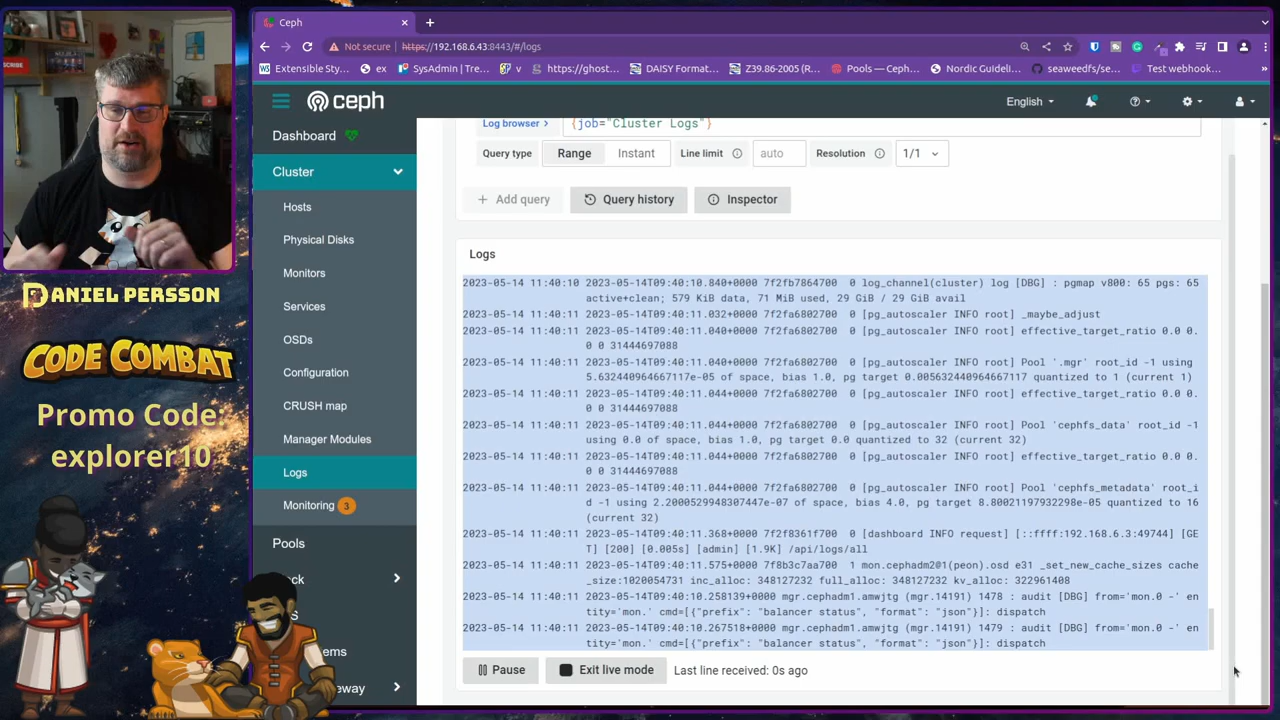 Ceph
Not secure
https://192.168.6.43:8443/#/logs
Extensible Sty...
ex
SysAdmin | Tre...
v
https://ghost...
DAISY Format...
Z39.86-2005 (R...
Pools — Ceph...
Nordic Guideli...
seaweedfs/se...
Test webhook...
ceph
English
Dashboard
Cluster
Hosts
Physical Disks
Monitors
Services
OSDs
Configuration
CRUSH map
Manager Modules
Logs
Monitoring 3
Pools
ock
ems
eway
Log browser > {job="Cluster Logs"}
Query type Range Instant Line limit auto Resolution 1/1
+ Add query Query history Inspector
Logs
2023-05-14 11:40:10 2023-05-14T09:40:10.840+0000 7f2fb7864700 0 log_channel(cluster) log [DBG] : pgmap v800: 65 pgs: 65
active+clean; 579 KiB data, 71 MiB used, 29 GiB / 29 GiB avail
2023-05-14 11:40:11 2023-05-14T09:40:11.032+0000 7f2fa6802700 0 [pg_autoscaler INFO root] _maybe_adjust
2023-05-14 11:40:11 2023-05-14T09:40:11.040+0000 7f2fa6802700 0 [pg_autoscaler INFO root] effective_target_ratio 0.0 0.
0 0 31444697088
2023-05-14 11:40:11 2023-05-14T09:40:11.040+0000 7f2fa6802700 0 [pg_autoscaler INFO root] Pool '.mgr' root_id -1 using
5.632440964667117e-05 of space, bias 1.0, pg target 0.005632440964667117 quantized to 1 (current 1)
2023-05-14 11:40:11 2023-05-14T09:40:11.044+0000 7f2fa6802700 0 [pg_autoscaler INFO root] effective_target_ratio 0.0 0.
0 0 31444697088
2023-05-14 11:40:11 2023-05-14T09:40:11.044+0000 7f2fa6802700 0 [pg_autoscaler INFO root] Pool 'cephfs_data' root_id -1
using 0.0 of space, bias 1.0, pg target 0.0 quantized to 32 (current 32)
2023-05-14 11:40:11 2023-05-14T09:40:11.044+0000 7f2fa6802700 0 [pg_autoscaler INFO root] effective_target_ratio 0.0 0.
0 0 31444697088
2023-05-14 11:40:11 2023-05-14T09:40:11.044+0000 7f2fa6802700 0 [pg_autoscaler INFO root] Pool 'cephfs_metadata' root_i
d -1 using 2.2000529948307447e-07 of space, bias 4.0, pg target 8.80021197932298e-05 quantized to 16
(current 32)
2023-05-14 11:40:11 2023-05-14T09:40:11.368+0000 7f2f8361f700 0 [dashboard INFO request] [::ffff:192.168.6.3:49744] [GE
T] [200] [0.005s] [admin] [1.9K] /api/logs/all
2023-05-14 11:40:11 2023-05-14T09:40:11.575+0000 7f8b3c7aa700 1 mon.cephadm2@1(peon).osd e31 _set_new_cache_sizes cache
_size:1020054731 inc_alloc: 348127232 full_alloc: 348127232 kv_alloc: 322961408
2023-05-14 11:40:11 2023-05-14T09:40:10.258139+0000 mgr.cephadm1.amwjtg (mgr.14191) 1478 : audit [DBG] from='mon.0 -' en
tity='mon.' cmd=[{"prefix": "balancer status", "format": "json"}]: dispatch
2023-05-14 11:40:11 2023-05-14T09:40:10.267518+0000 mgr.cephadm1.amwjtg (mgr.14191) 1479 : audit [DBG] from='mon.0 -' en
tity='mon.' cmd=[{"prefix": "balancer status", "format": "json"}]: dispatch
Pause Exit live mode Last line received: 0s ago
SCRIBE
DANIEL PERSSON
CODE COMBAT
Promo Code:
explorer10